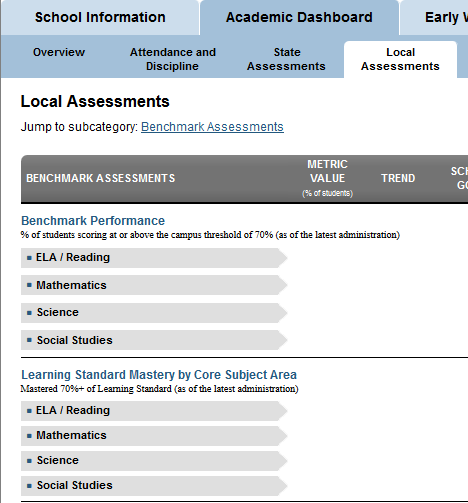 School Information Academic Dashboard Early
Overview Attendance and Discipline State Assessments Local Assessments
Local Assessments
Jump to subcategory: Benchmark Assessments
BENCHMARK ASSESSMENTS METRIC VALUE (% of students) TREND
Benchmark Performance
% of students scoring at or above the campus threshold of 70% (as of the latest administration)
ELA / Reading
Mathematics
Science
Social Studies
Learning Standard Mastery by Core Subject Area
Mastered 70%+ of Learning Standard (as of the latest administration)
ELA / Reading
Mathematics
Science
Social Studies